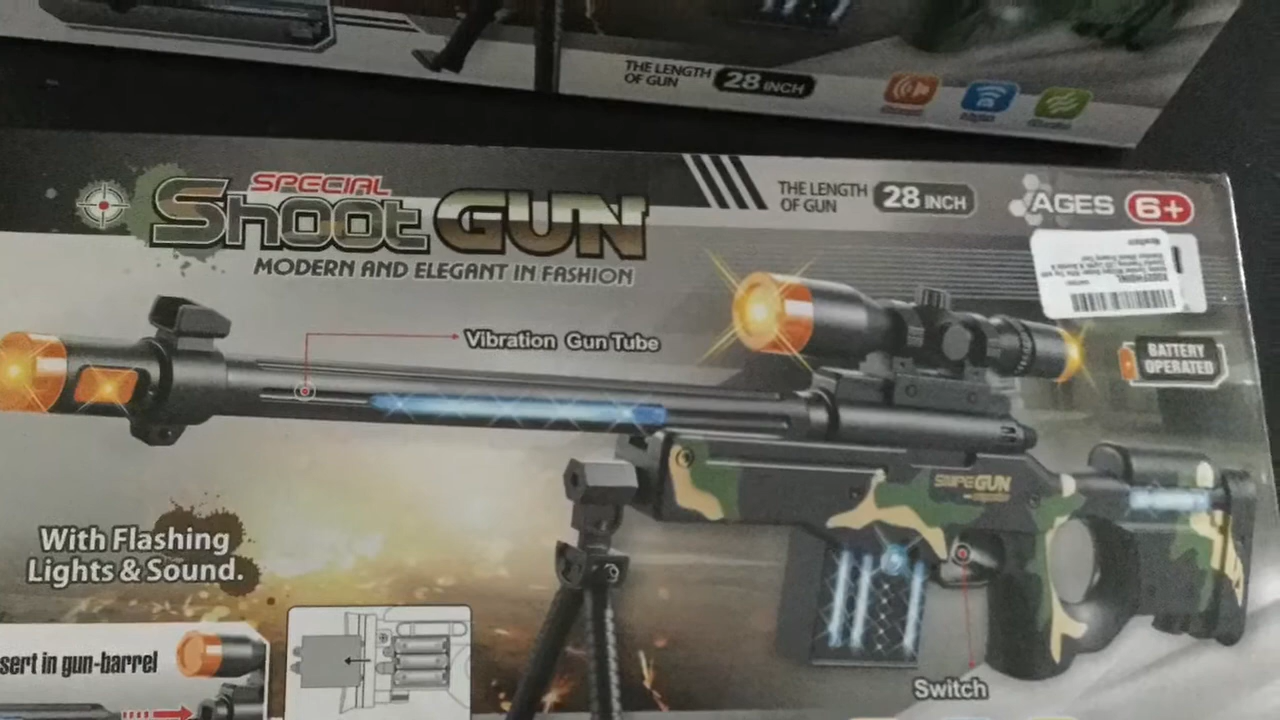 THE LENGTH
OF GUN
28 INCH
SPECIAL
Shoot GUN
MODERN AND ELEGANT IN FASHION
THE LENGTH
OF GUN
28 INCH
AGES 6+
BATTERY
OPERATED
Vibration Gun Tube
GUN
With Flashing
Lights & Sound.
sert in gun-barrel
Switch